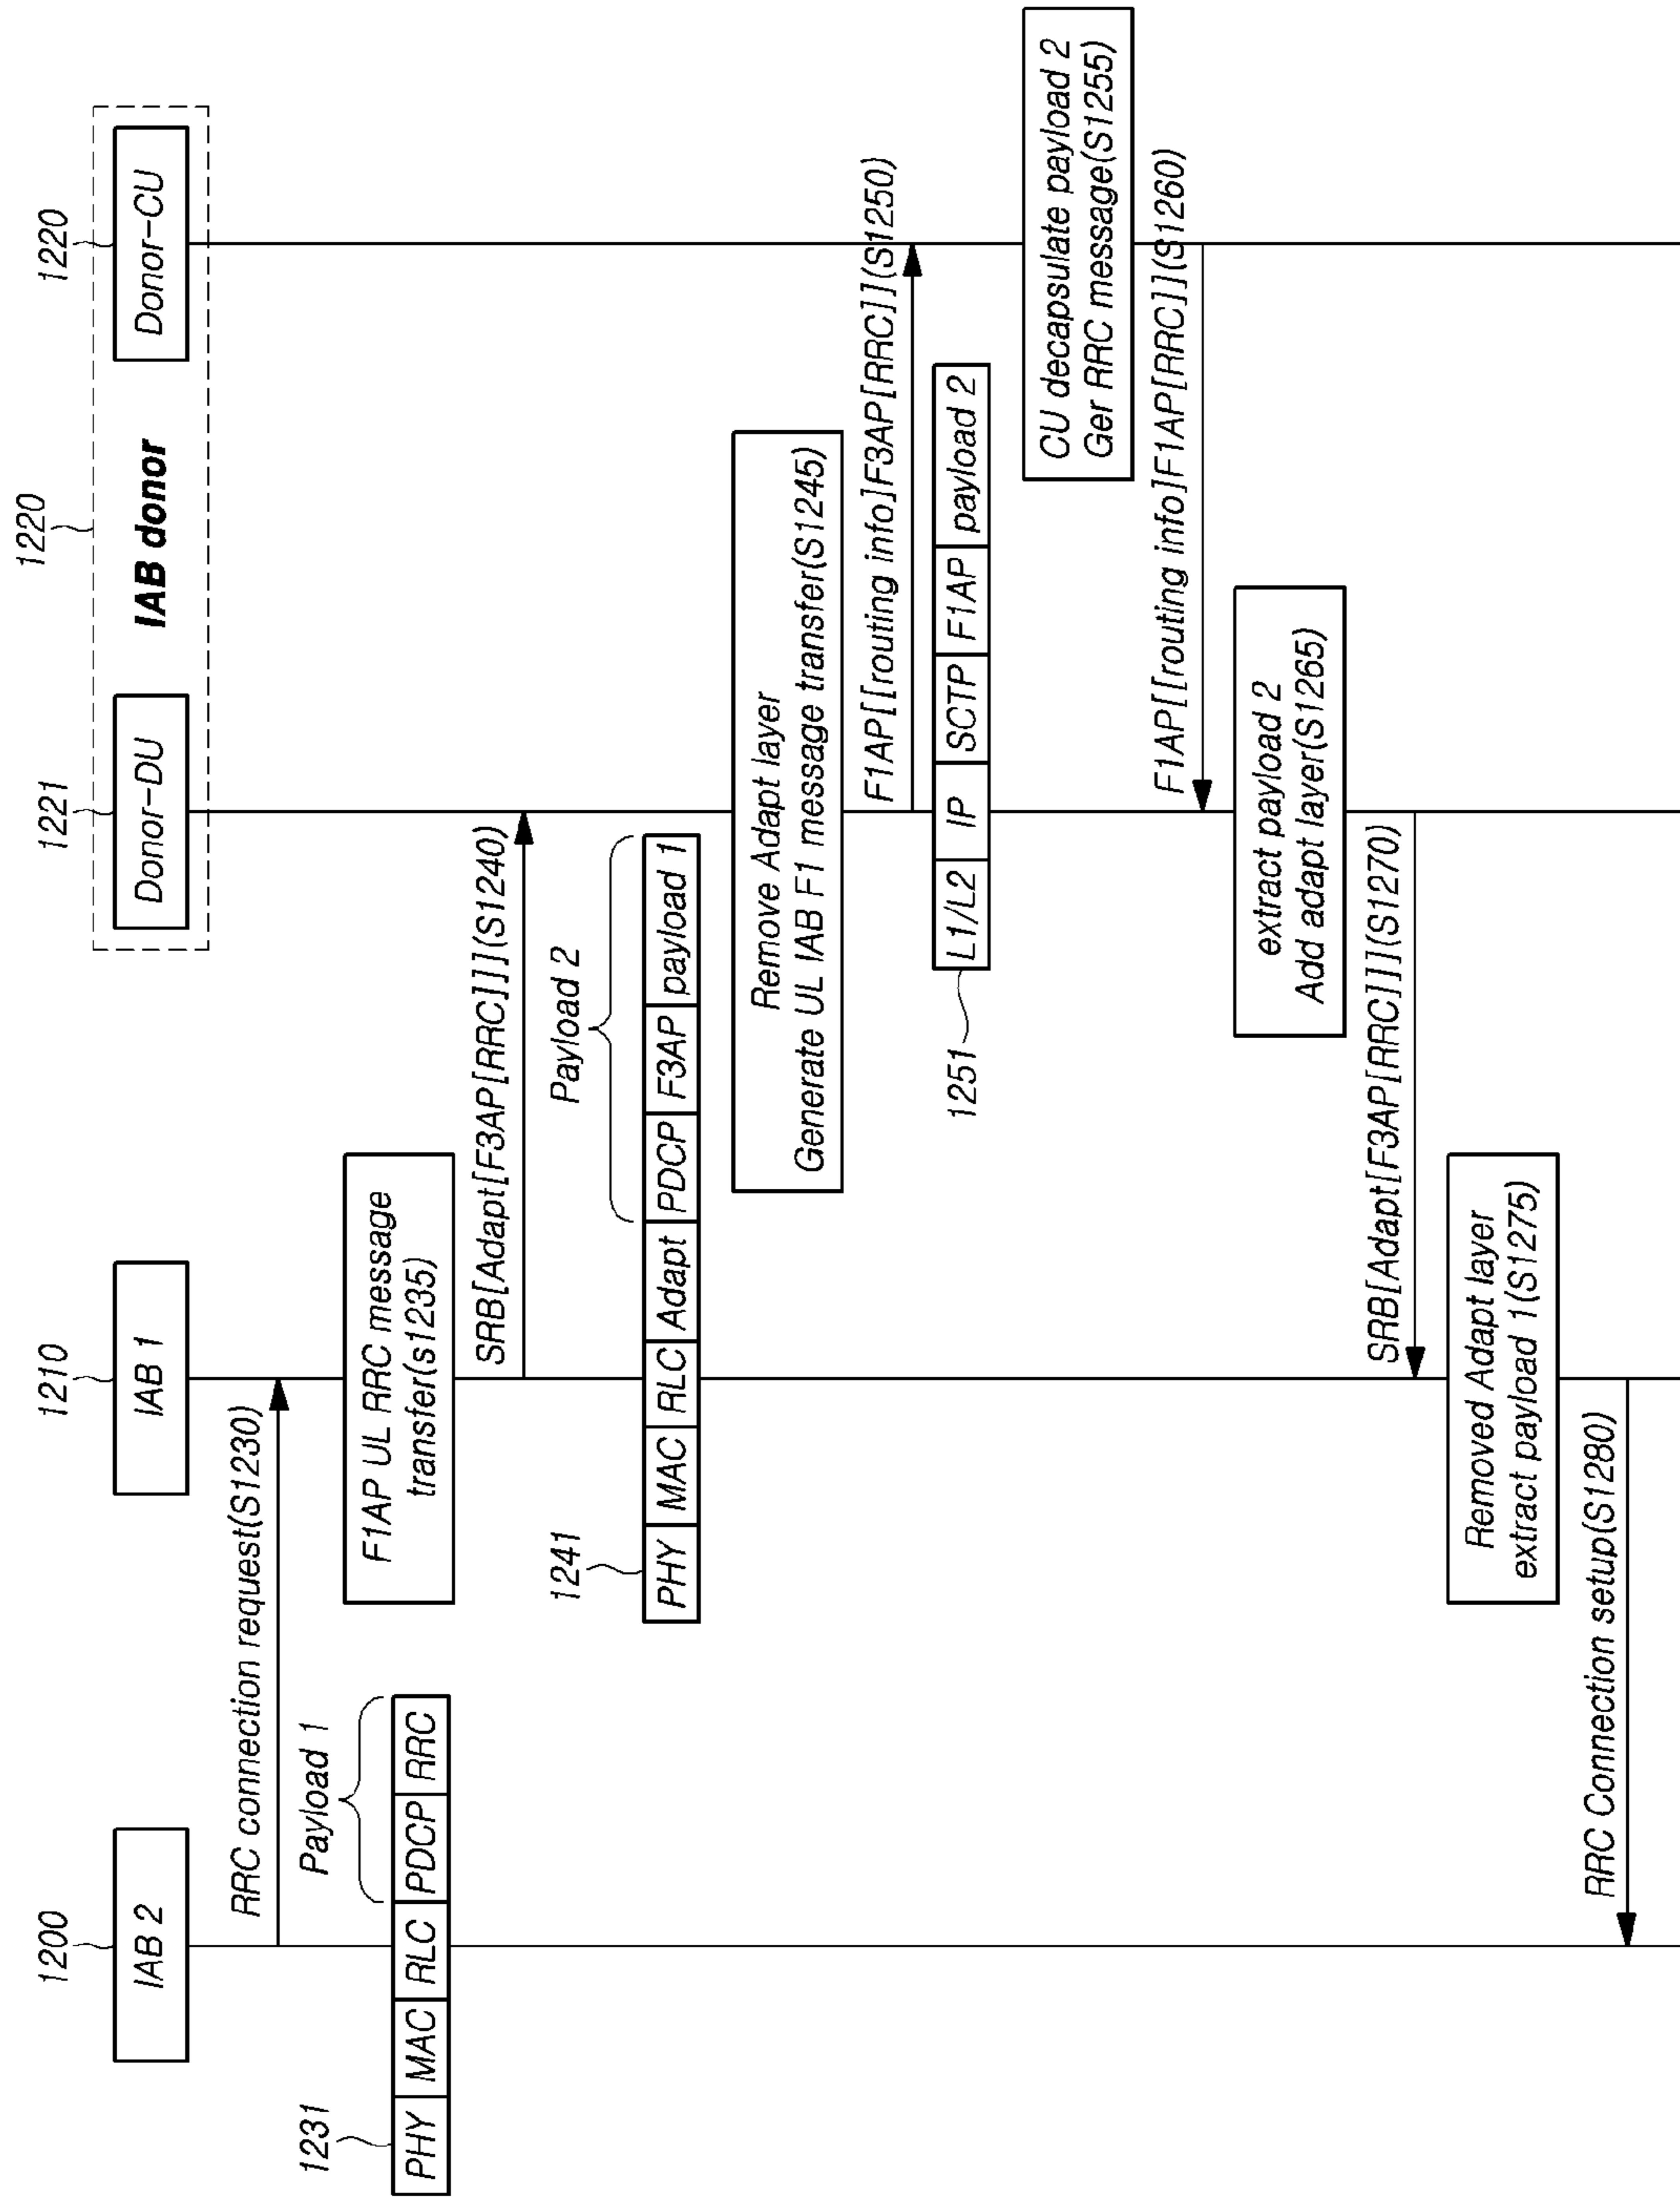 1220
1200
1210
1221
1220
IAB 2
IAB 1
Donor-DU
IAB donor
Donor-CU
RRC connection request(S1230)
1231
Payload 1
PHY MAC RLC PDCP RRC
F1AP UL RRC message
transfer(s1235)
SRB[Adapt[F3AP[RRC]]](S1240)
1241
Payload 2
PHY MAC RLC Adapt PDCP F3AP payload 1
Remove Adapt layer
Generate UL IAB F1 message transfer(S1245)
F1AP[[routing info]F3AP[RRC]](S1250)
1251
L1/L2 IP SCTP F1AP payload 2
CU decapsulate payload 2
Ger RRC message(S1255)
F1AP[[routing info]F1AP[RRC]](S1260)
extract payload 2
Add adapt layer(S1265)
SRB[Adapt[F3AP[RRC]]](S1270)
Removed Adapt layer
extract payload 1(S1275)
RRC Connection setup(S1280)